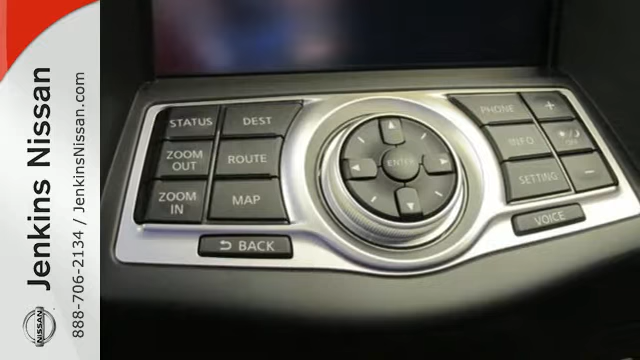 Jenkins Nissan
888-706-2134 / JenkinsNissan.com
NISSAN
STATUS
DEST
ZOOM
OUT
ROUTE
ZOOM
IN
MAP
BACK
ENTER
PHONE
+
INFO
OFF
SETTING
-
VOICE